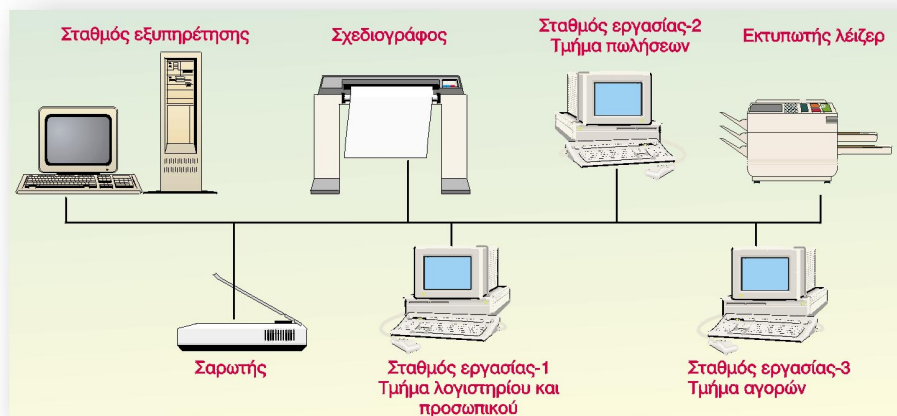 Σταθμός εξυπηρέτησης
Σχεδιογράφος
Σταθμός εργασίας-2
Τμήμα πωλήσεων
Εκτυπωτής λέιζερ
Σαρωτής
Σταθμός εργασίας-1
Τμήμα λογιστηρίου και
προσωπικού
Σταθμός εργασίας-3
Τμήμα αγορών